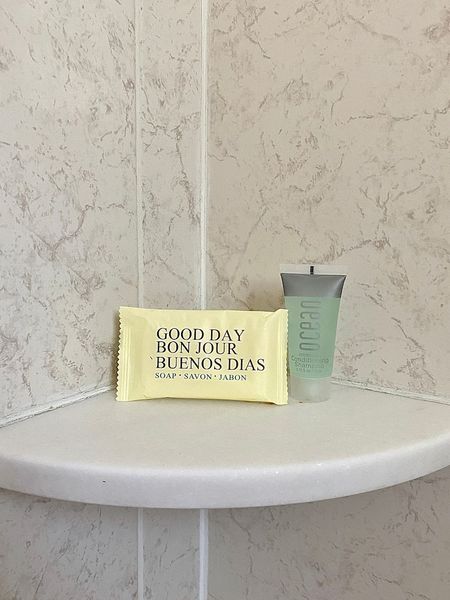 GOOD DAY
BON JOUR
`BUENOS DIAS
SOAP • SAVON • JABON
ocean
Conditioning
Shampoo